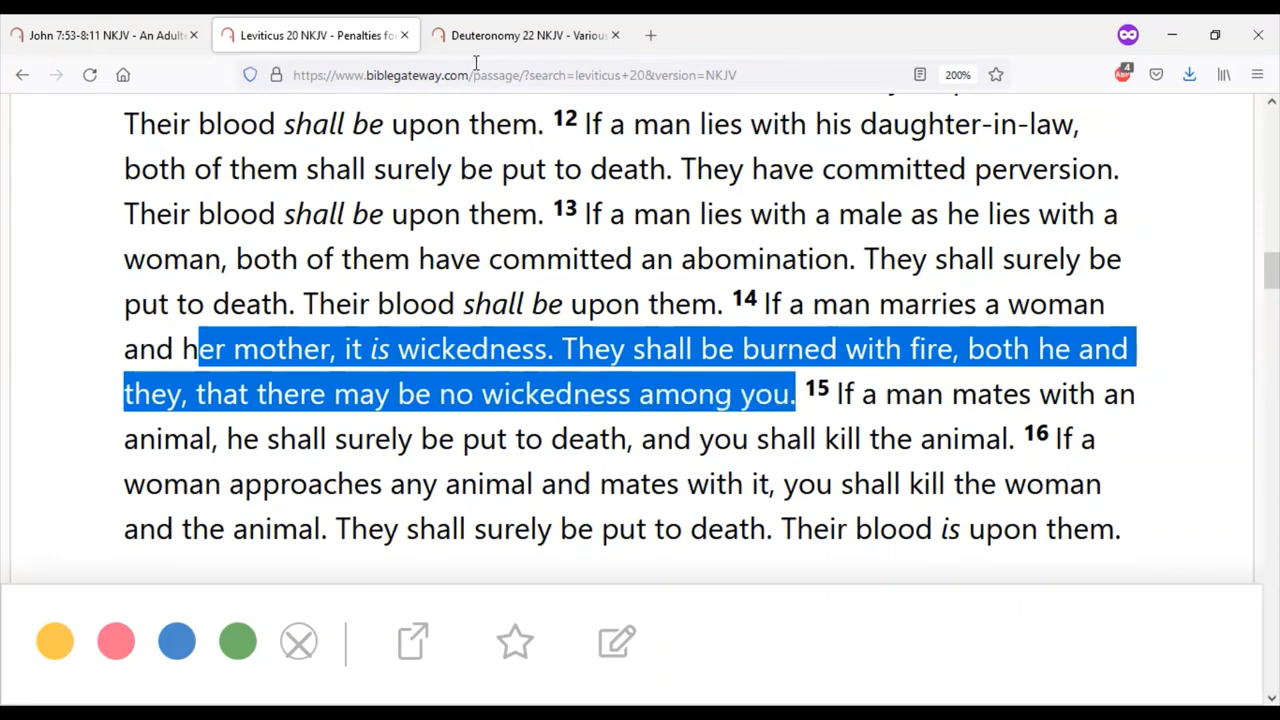 John 7:53-8:11 NKJV - An Adult
Leviticus 20 NKJV - Penalties fo
Deuteronomy 22 NKJV - Various
https://www.biblegateway.com/passage/?search=leviticus+20&version=NKJV
200%
4
Their blood shall be upon them. 12 If a man lies with his daughter-in-law,
both of them shall surely be put to death. They have committed perversion.
Their blood shall be upon them. 13 If a man lies with a male as he lies with a
woman, both of them have committed an abomination. They shall surely be
put to death. Their blood shall be upon them. 14 If a man marries a woman
and her mother, it is wickedness. They shall be burned with fire, both he and
they, that there may be no wickedness among you. 15 If a man mates with an
animal, he shall surely be put to death, and you shall kill the animal. 16 If a
woman approaches any animal and mates with it, you shall kill the woman
and the animal. They shall surely be put to death. Their blood is upon them.